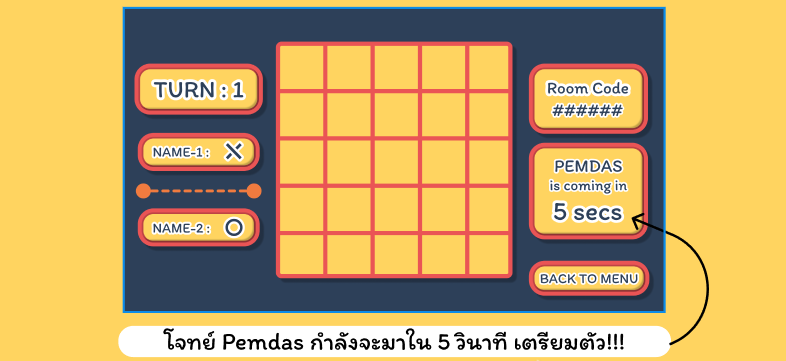 TURN : 1
NAME-1 : X
NAME-2 : O
Room Code
######
PEMDAS
is coming in
5 secs
BACK TO MENU
โจทย์ Pemdas กำลังจะมาใน 5 วินาที เตรียมตัว!!!